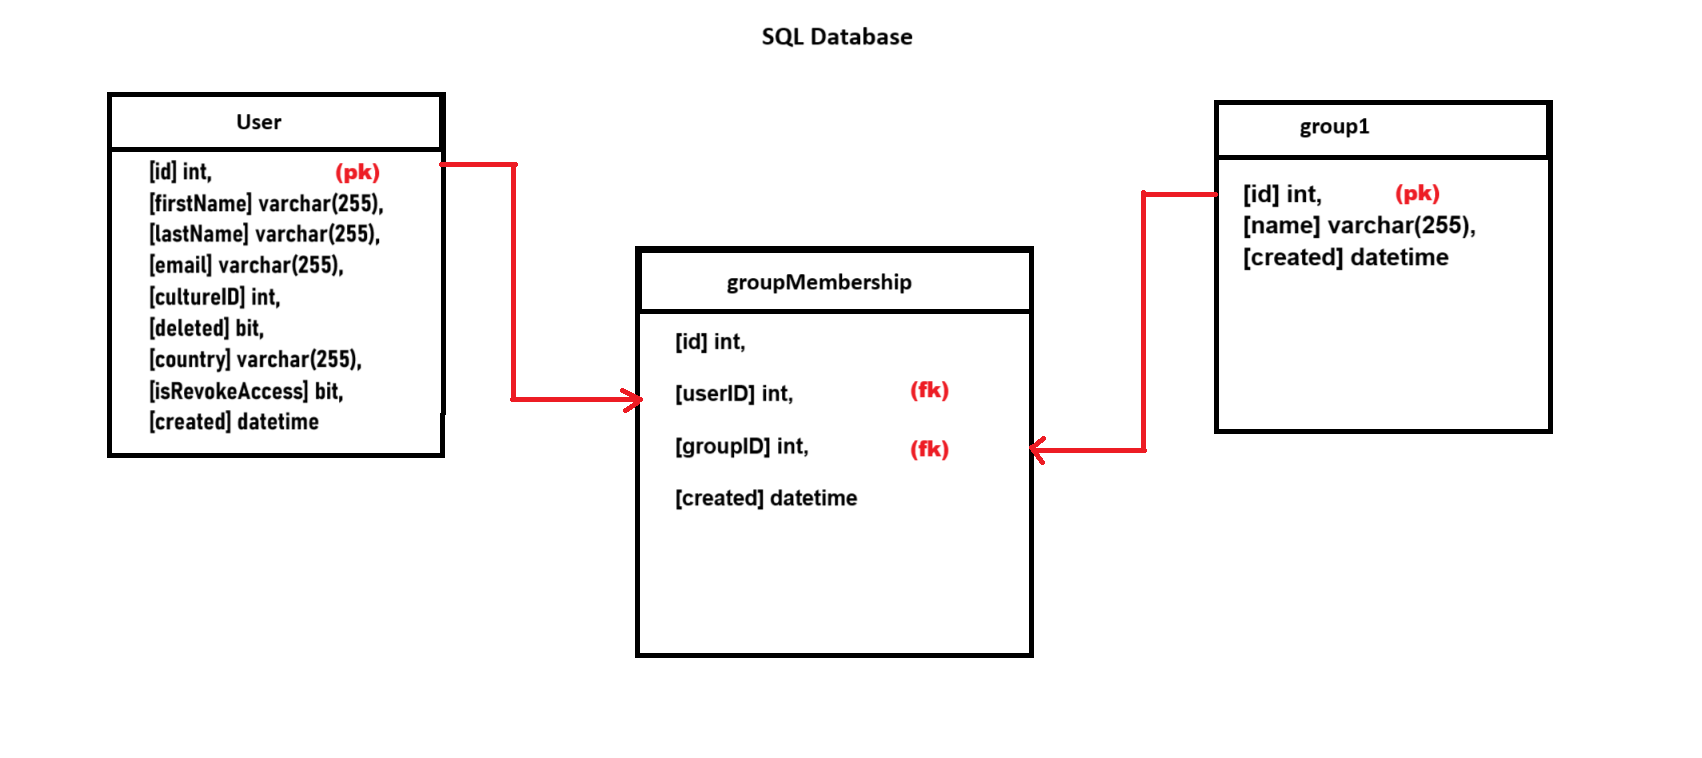 SQL Database
User
[id] int, (pk)
[firstName] varchar(255),
[lastName] varchar(255),
[email] varchar(255),
[cultureID] int,
[deleted] bit,
[country] varchar(255),
[isRevokeAccess] bit,
[created] datetime
groupMembership
[id] int,
[userID] int, (fk)
[groupID] int, (fk)
[created] datetime
group1
[id] int, (pk)
[name] varchar(255),
[created] datetime